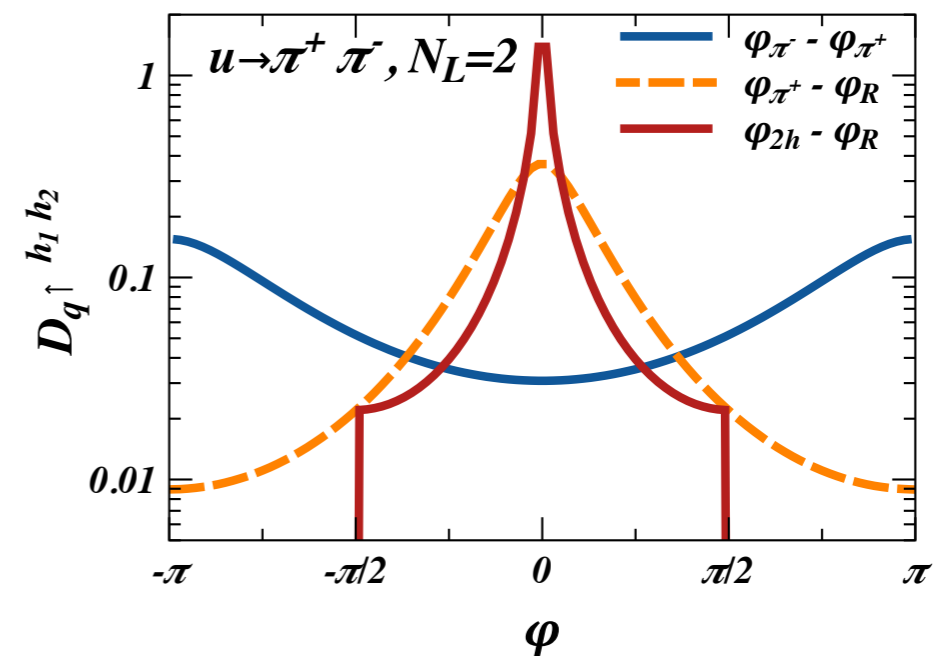 u→π⁺ π⁻, N_L=2
φ_π⁻ - φ_π⁺
φ_π⁺ - φ_R
φ_2h - φ_R
1
0.1
0.01
D_q↑ ^h₁ h₂
-π
-π/2
0
π/2
π
φ